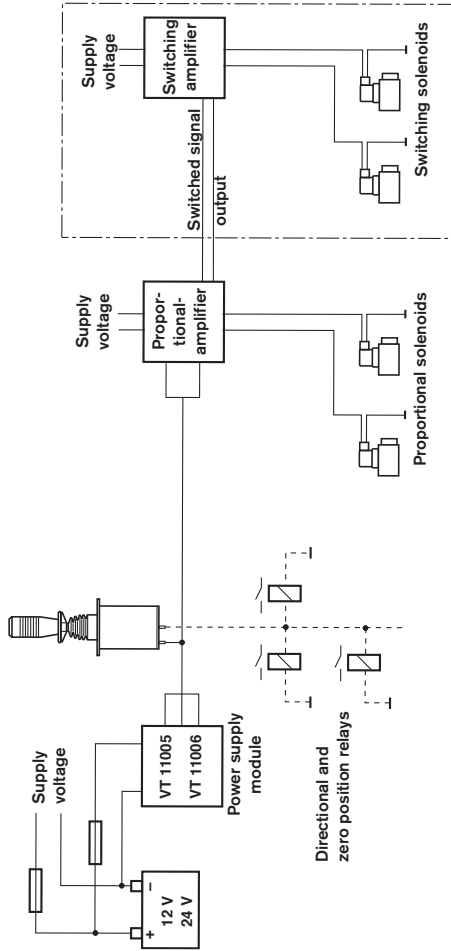 Supply
voltage
+
–
12 V
24 V
VT 11005
VT 11006
Power supply
module
Directional and
zero position relays
Supply
voltage
Propor-
tional-
amplifier
Proportional solenoids
Switched signal
output
Supply
voltage
Switching
amplifier
Switching solenoids